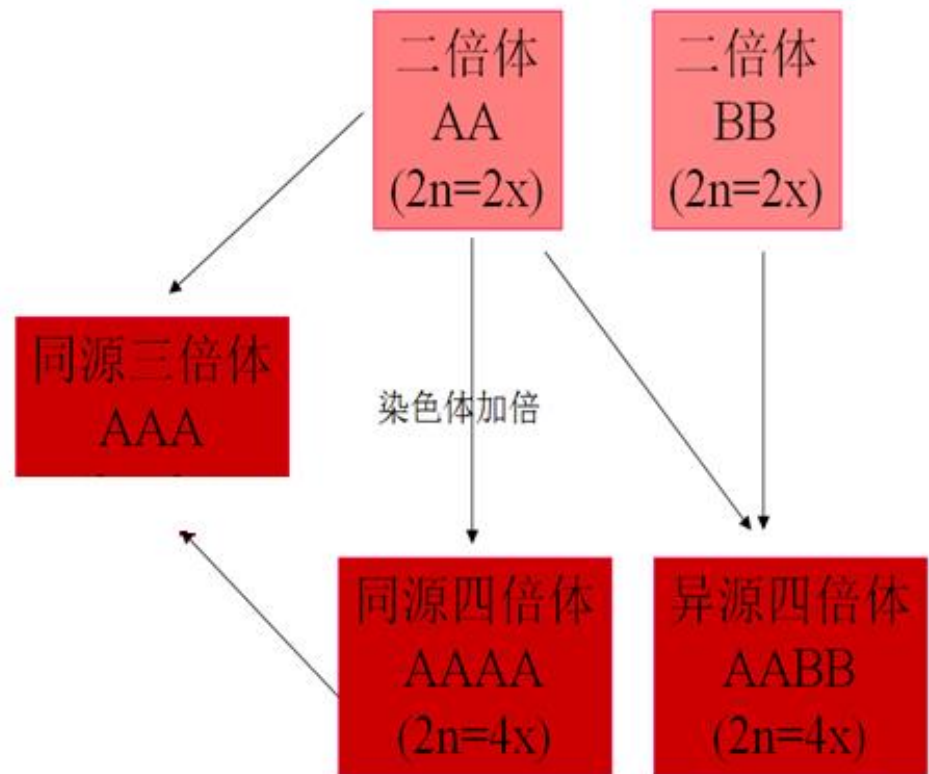 二倍体
AA
(2n=2x)
二倍体
BB
(2n=2x)
同源三倍体
AAA
染色体加倍
同源四倍体
AAAA
(2n=4x)
异源四倍体
AABB
(2n=4x)